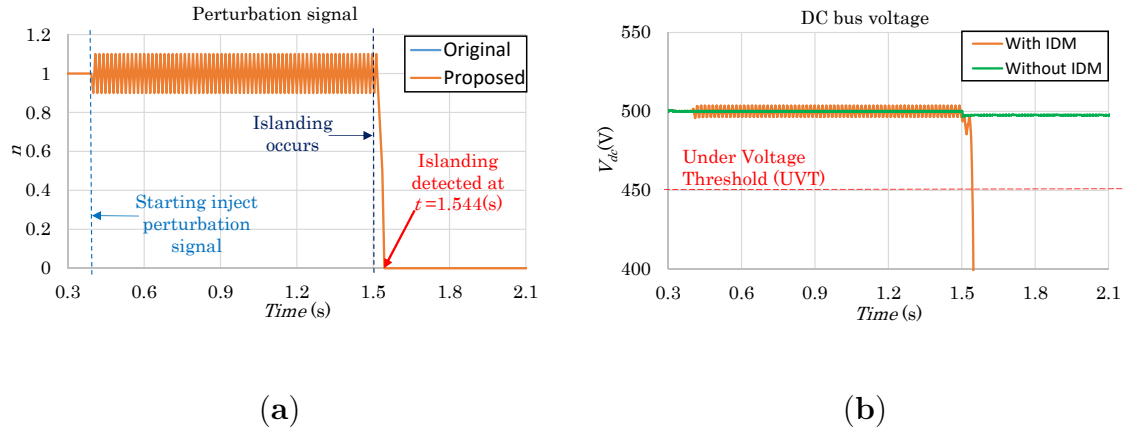 Perturbation signal
1.2
1
0.8
0.6
0.4
0.2
0
n
Original
Proposed
Islanding
occurs
Islanding
detected at
t =1.544(s)
Starting inject
perturbation
signal
0.3 0.6 0.9 1.2 1.5 1.8 2.1
Time (s)
(a)
DC bus voltage
550
500
450
400
Vdc(V)
With IDM
Without IDM
Under Voltage
Threshold (UVT)
0.3 0.6 0.9 1.2 1.5 1.8 2.1
Time (s)
(b)